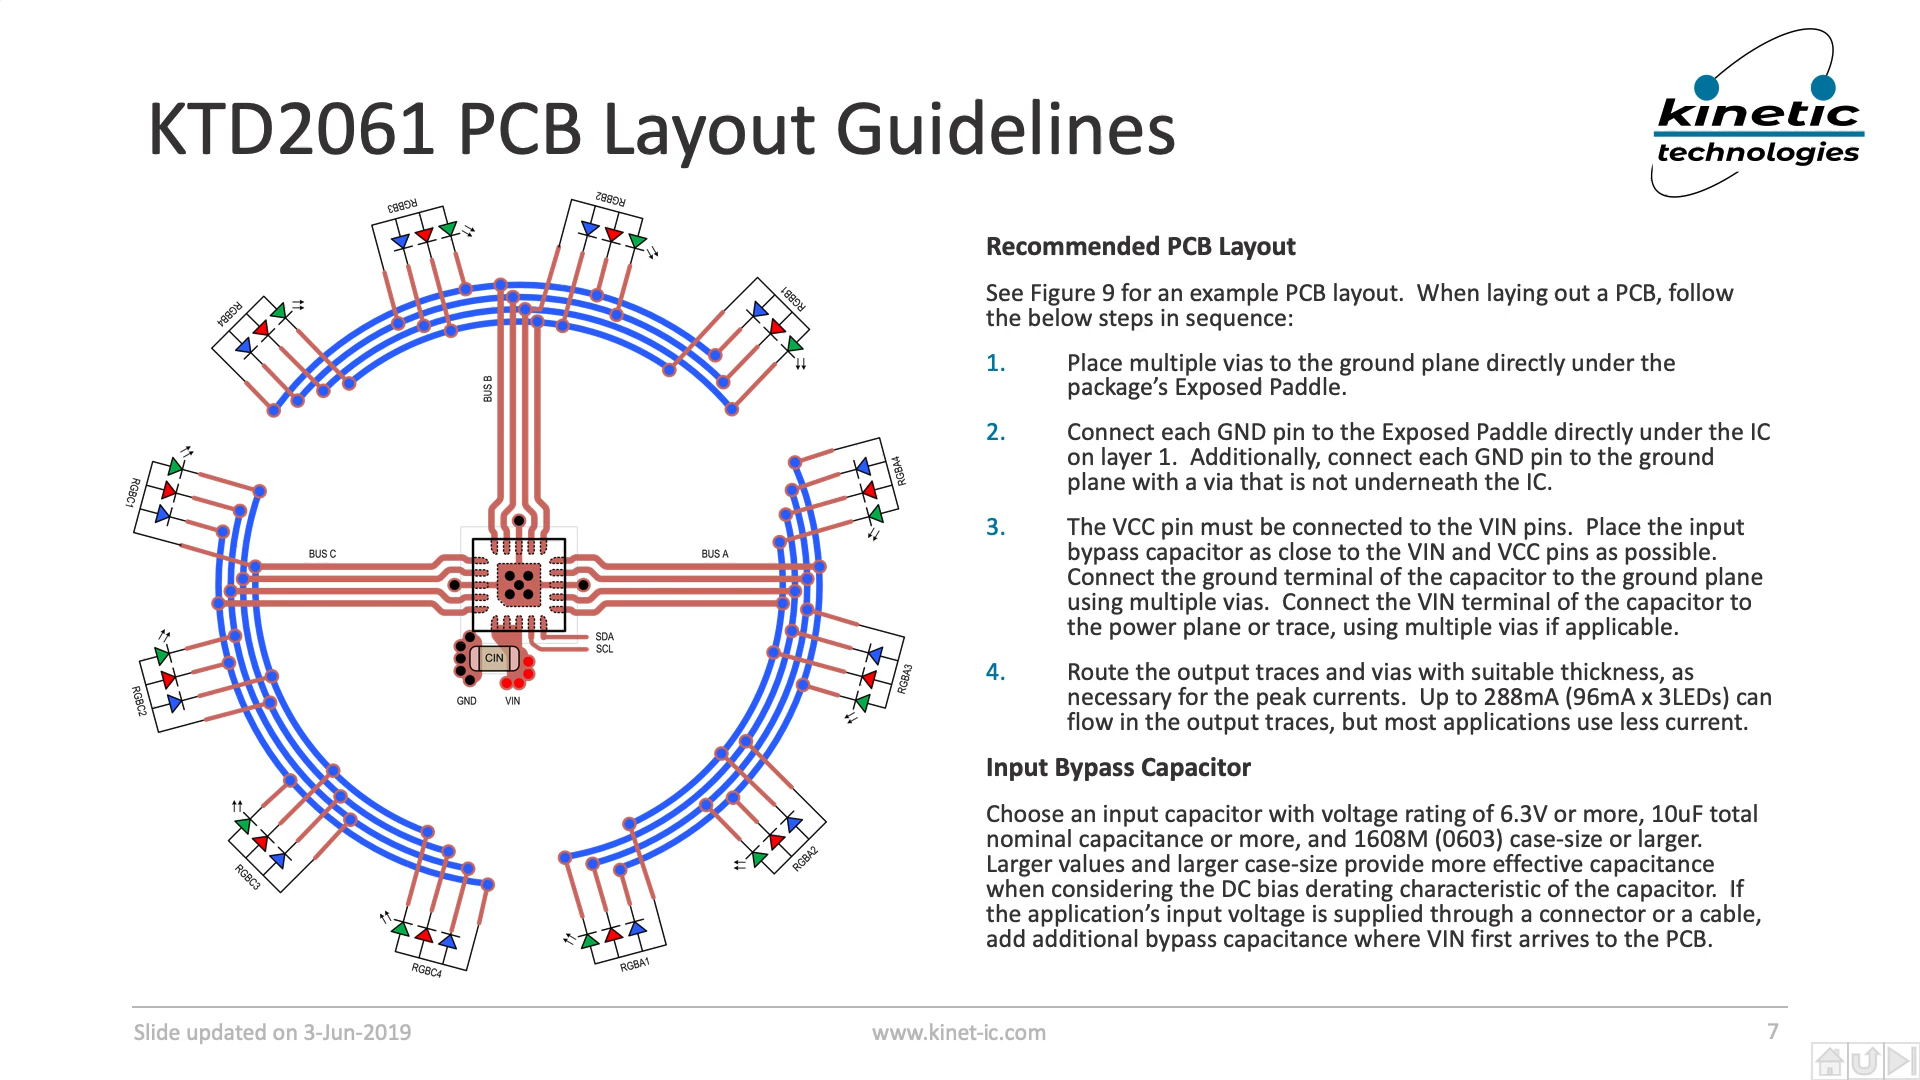 KTD2061 PCB Layout Guidelines
kinetic
technologies
RGBB3
RGBB2
RGBB4
RGBB1
BUS B
RGBC1
RGBA4
BUS C
BUS A
SDA
SCL
CIN
GND
VIN
RGBC2
RGBA3
RGBC3
RGBA2
RGBC4
RGBA1
Recommended PCB Layout
See Figure 9 for an example PCB layout.  When laying out a PCB, follow
the below steps in sequence:
1. Place multiple vias to the ground plane directly under the
package’s Exposed Paddle.
2. Connect each GND pin to the Exposed Paddle directly under the IC
on layer 1.  Additionally, connect each GND pin to the ground
plane with a via that is not underneath the IC.
3. The VCC pin must be connected to the VIN pins.  Place the input
bypass capacitor as close to the VIN and VCC pins as possible.
Connect the ground terminal of the capacitor to the ground plane
using multiple vias.  Connect the VIN terminal of the capacitor to
the power plane or trace, using multiple vias if applicable.
4. Route the output traces and vias with suitable thickness, as
necessary for the peak currents.  Up to 288mA (96mA x 3LEDs) can
flow in the output traces, but most applications use less current.
Input Bypass Capacitor
Choose an input capacitor with voltage rating of 6.3V or more, 10uF total
nominal capacitance or more, and 1608M (0603) case-size or larger.
Larger values and larger case-size provide more effective capacitance
when considering the DC bias derating characteristic of the capacitor.  If
the application’s input voltage is supplied through a connector or a cable,
add additional bypass capacitance where VIN first arrives to the PCB.
Slide updated on 3-Jun-2019
www.kinet-ic.com
7